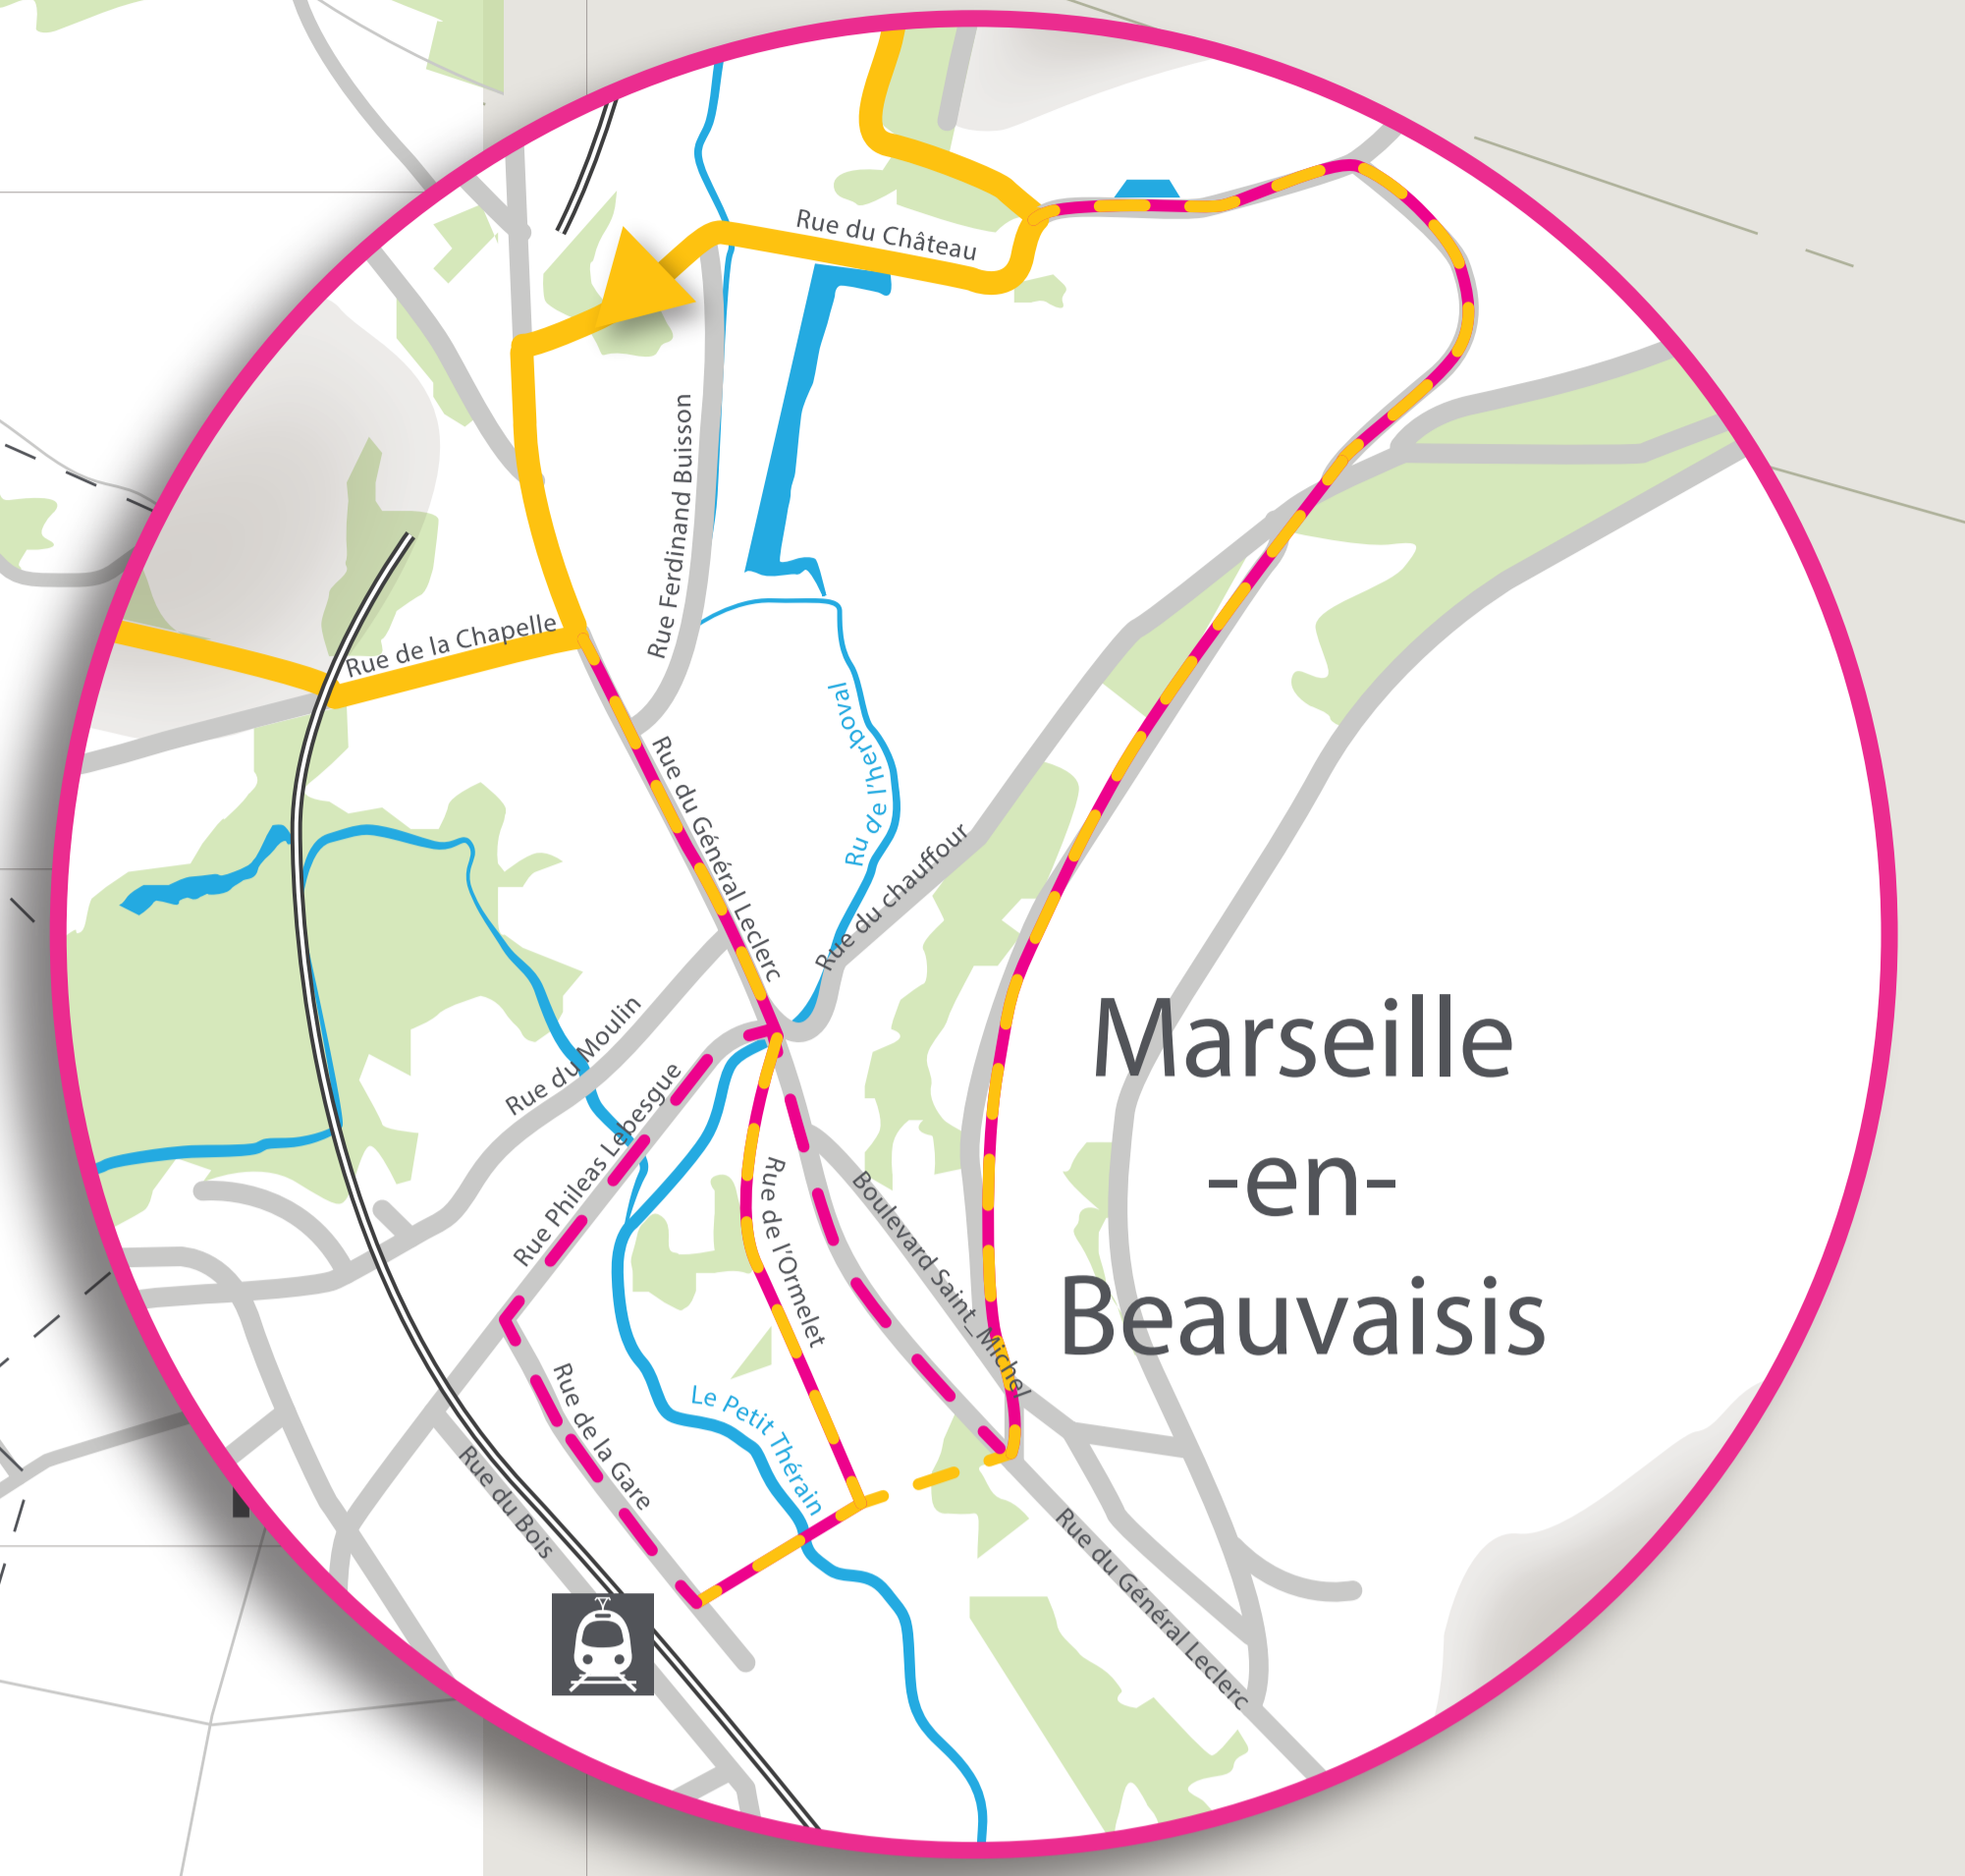 Rue du Château
Rue Ferdinand Buisson
Rue de la Chapelle
Ru de l'herboval
Rue du Général Leclerc
Rue du chauffour
Rue du Moulin
Rue Phileas Lebesgue
Marseille
-en-
Beauvaisis
Rue de l'Ormelet
Boulevard Saint_Michel
Rue de la Gare
Le Petit Thérain
Rue du Bois
Rue du Général Leclerc